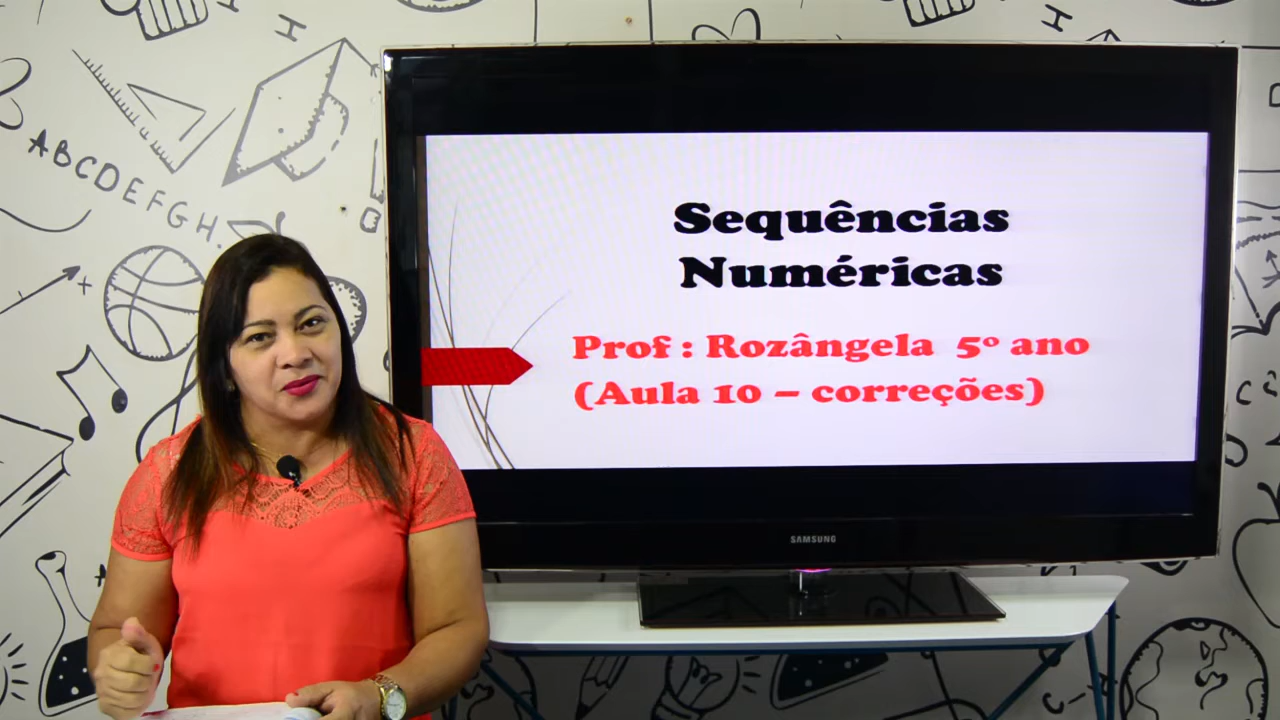 ABCDEFGH.
Sequências
Numéricas
Prof : Rozângela 5º ano
(Aula 10 – correções)
SAMSUNG